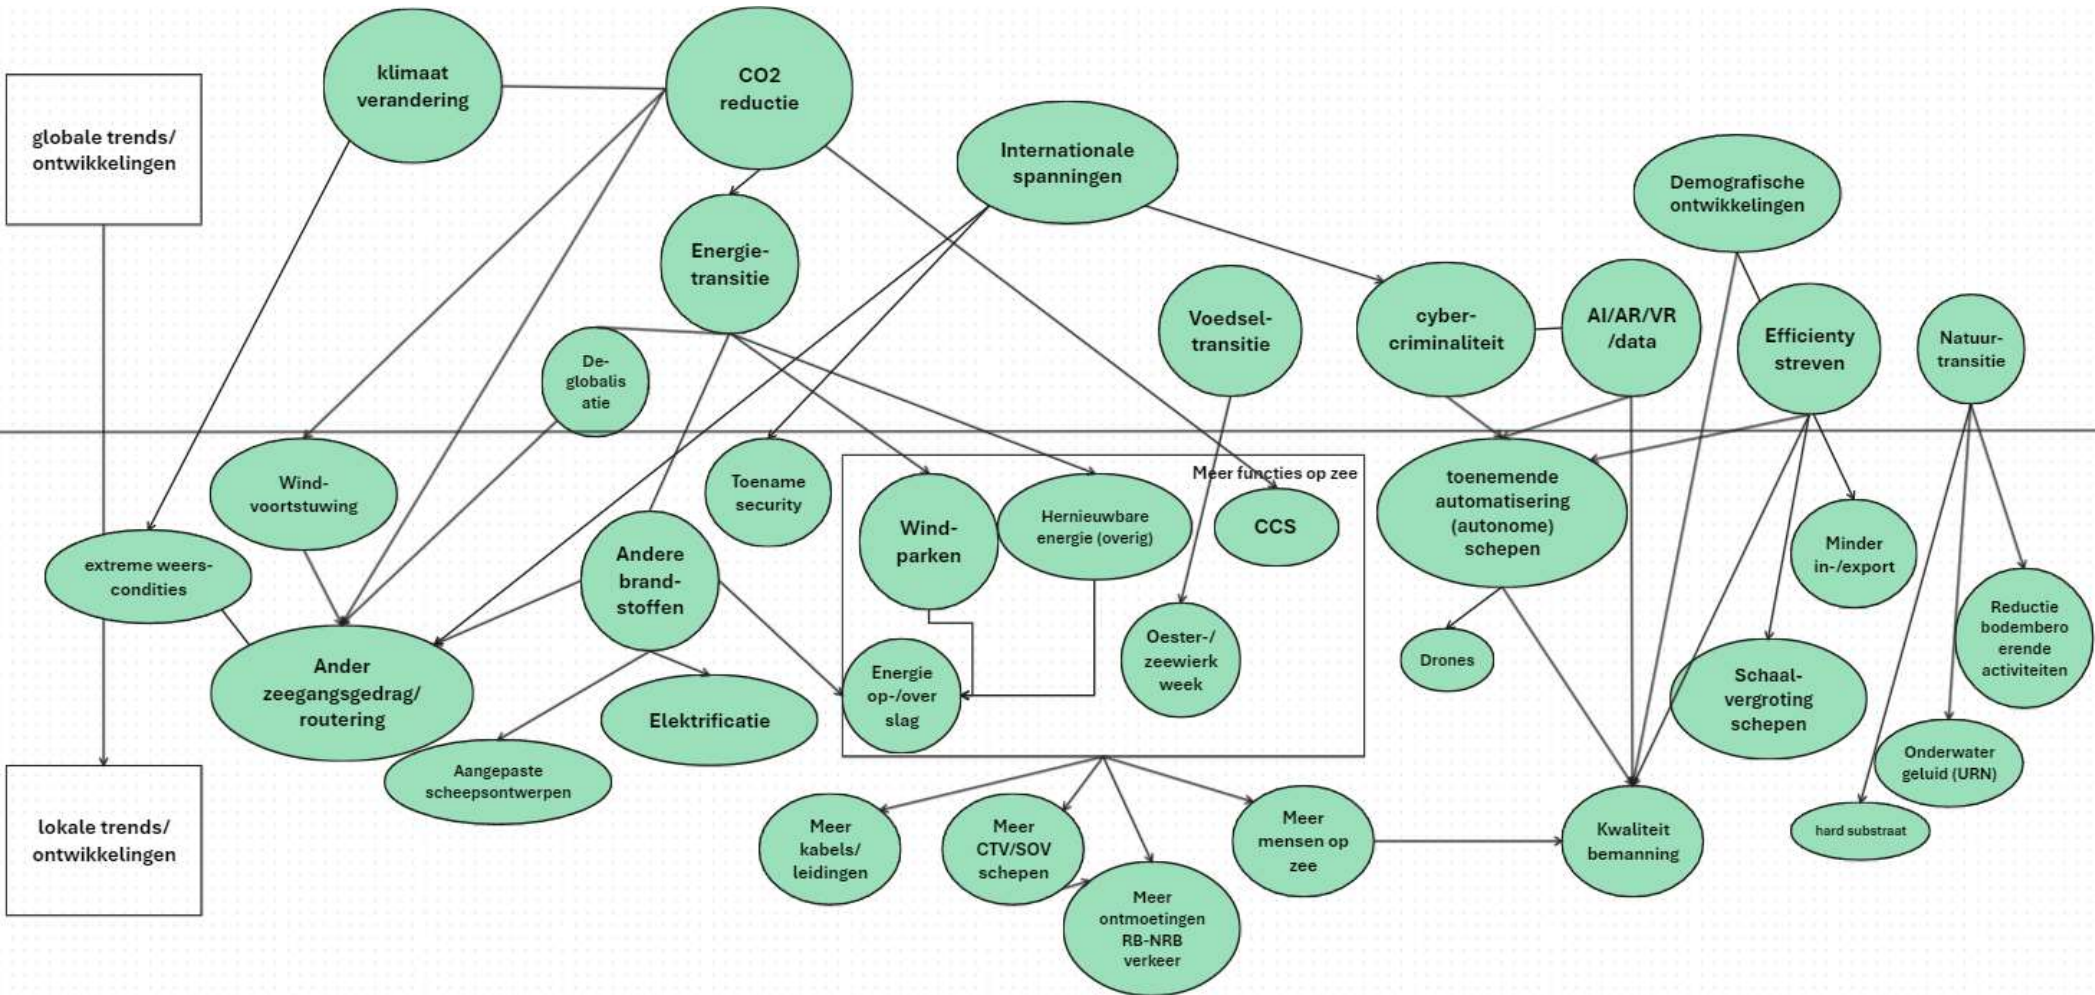 klimaat
verandering
CO2
reductie
globale trends/
ontwikkelingen
Internationale
spanningen
Demografische
ontwikkelingen
Energie-
transitie
Voedsel-
transitie
cyber-
criminaliteit
AI/AR/VR
/data
Efficienty
streven
Natuur-
transitie
De-
globalis
atie
Wind-
voortstuwing
Toename
security
Meer functies op zee
Wind-
parken
Hernieuwbare
energie (overig)
CCS
toenemende
automatisering
(autonome)
schepen
Minder
in-/export
extreme weers-
condities
Andere
brand-
stoffen
Reductie
bodembero
erende
activiteiten
Oester-/
zeewierk
week
Drones
Ander
zeegangsgedrag/
routering
Energie
op-/over
slag
Schaal-
vergroting
schepen
Elektrificatie
Onderwater
geluid (URN)
Aangepaste
scheepsontwerpen
lokale trends/
ontwikkelingen
Meer
kabels/
leidingen
Meer
CTV/SOV
schepen
Meer
mensen op
zee
Kwaliteit
bemanning
hard substraat
Meer
ontmoetingen
RB-NRB
verkeer